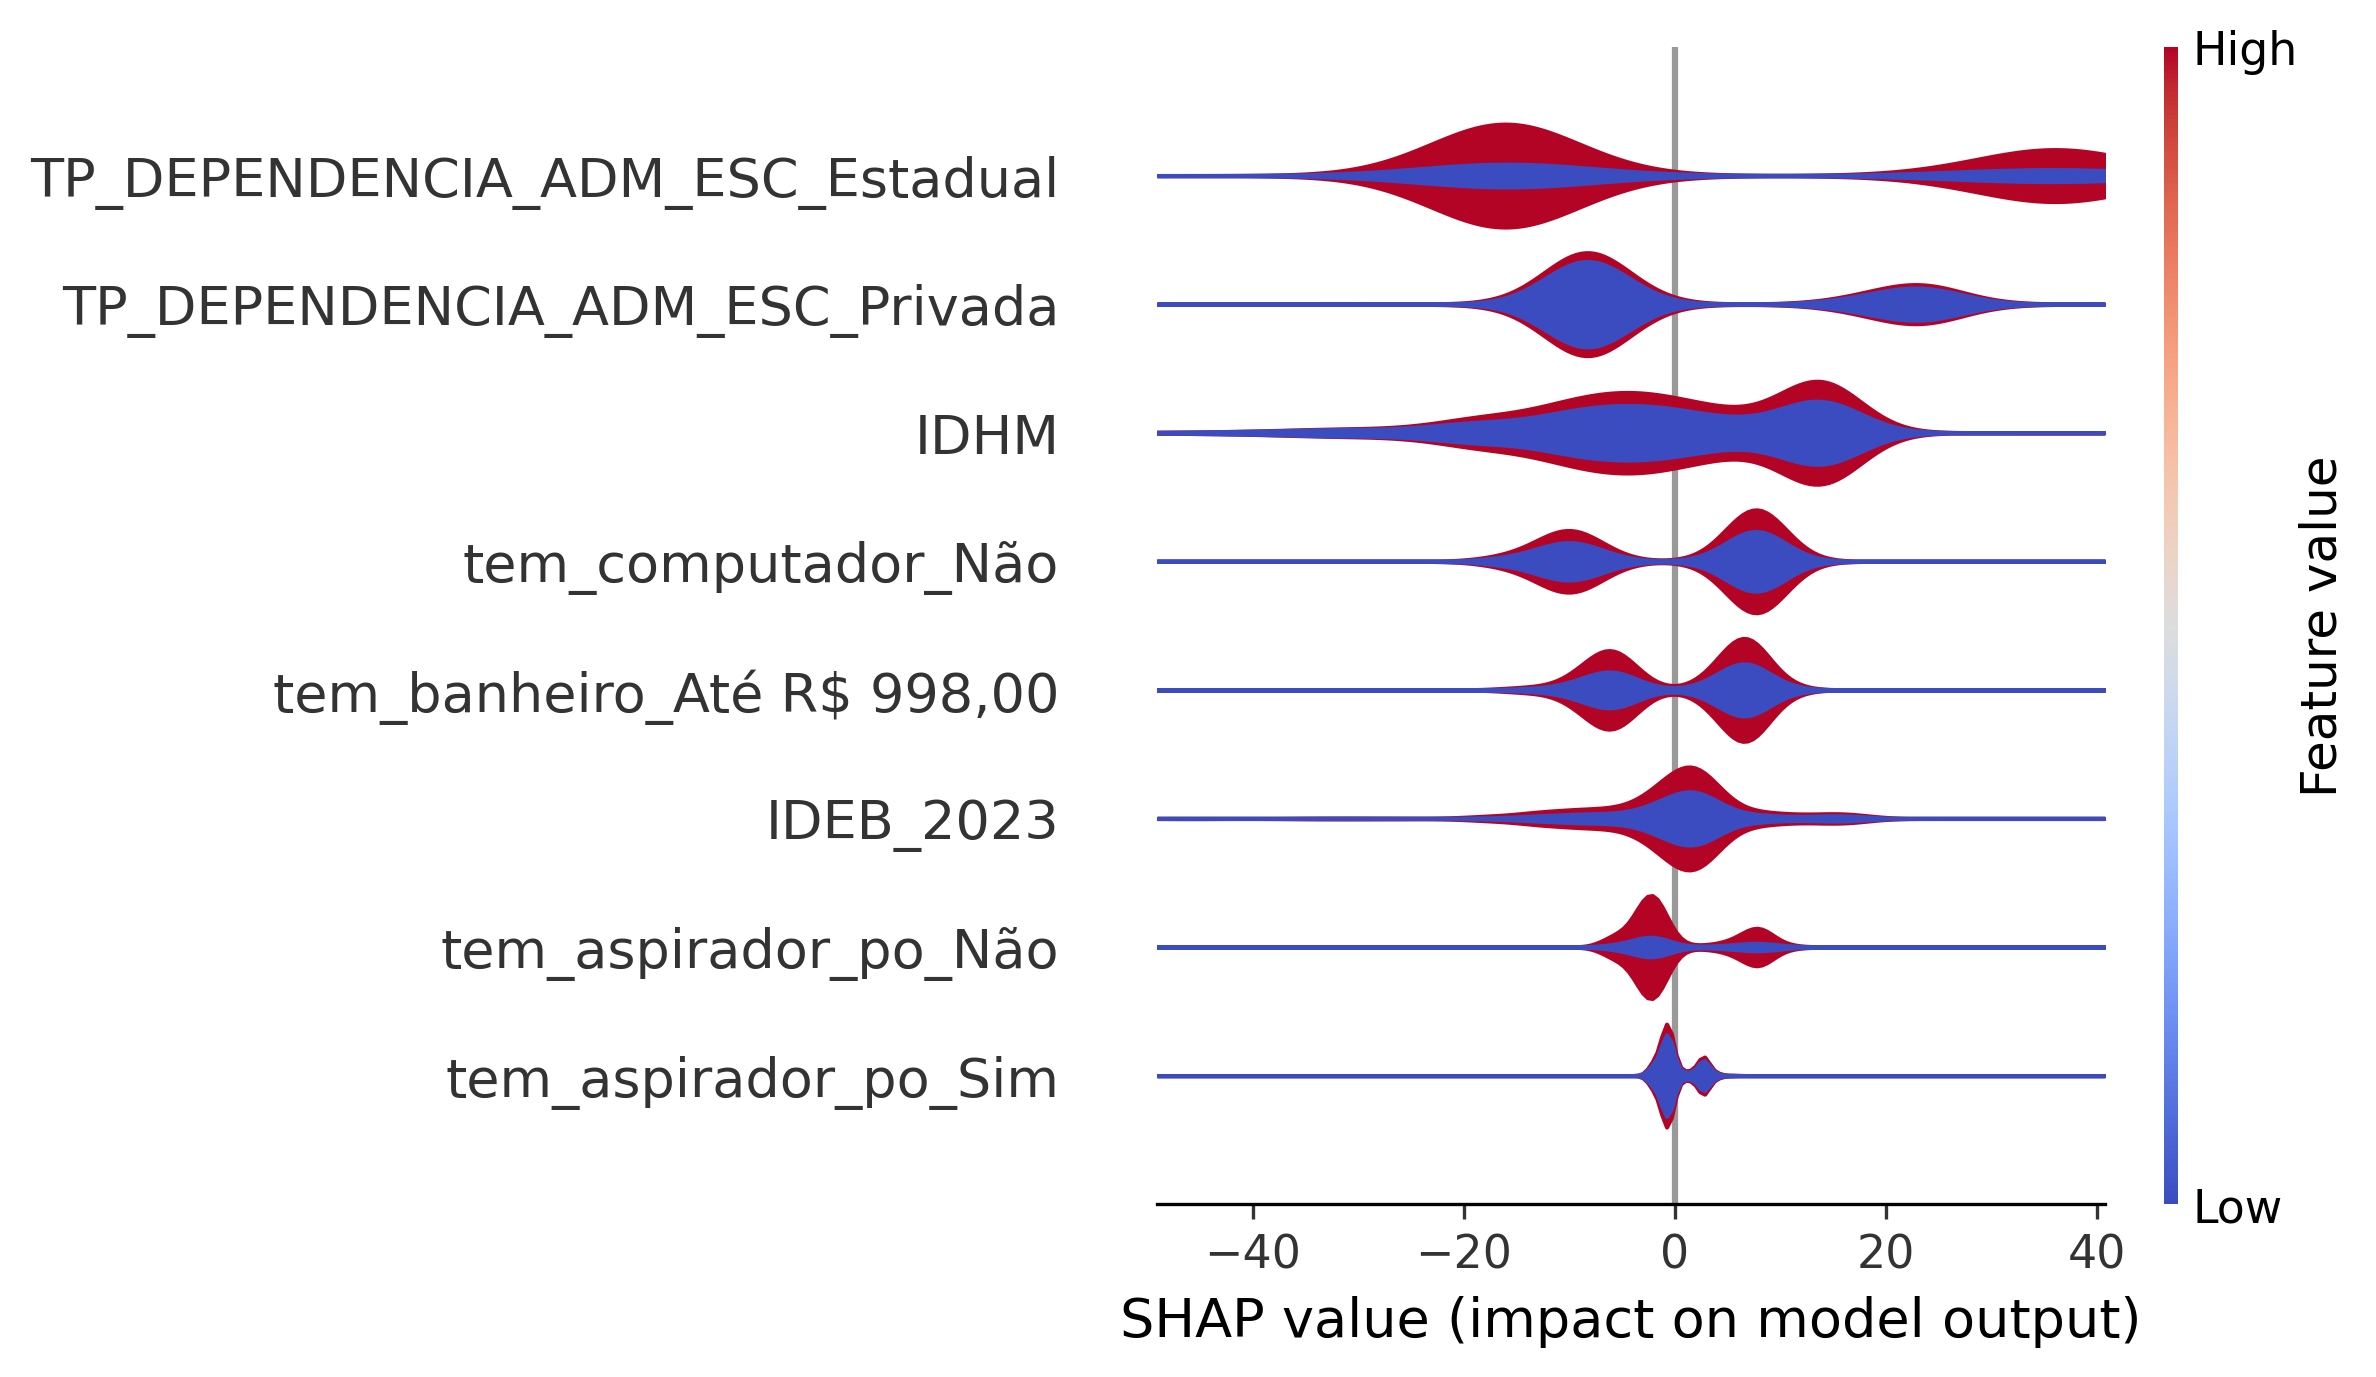 High
TP_DEPENDENCIA_ADM_ESC_Estadual
TP_DEPENDENCIA_ADM_ESC_Privada
IDHM
tem_computador_Não
tem_banheiro_Até R$ 998,00
IDEB_2023
tem_aspirador_po_Não
tem_aspirador_po_Sim
Feature value
Low
−40 −20 0 20 40
SHAP value (impact on model output)